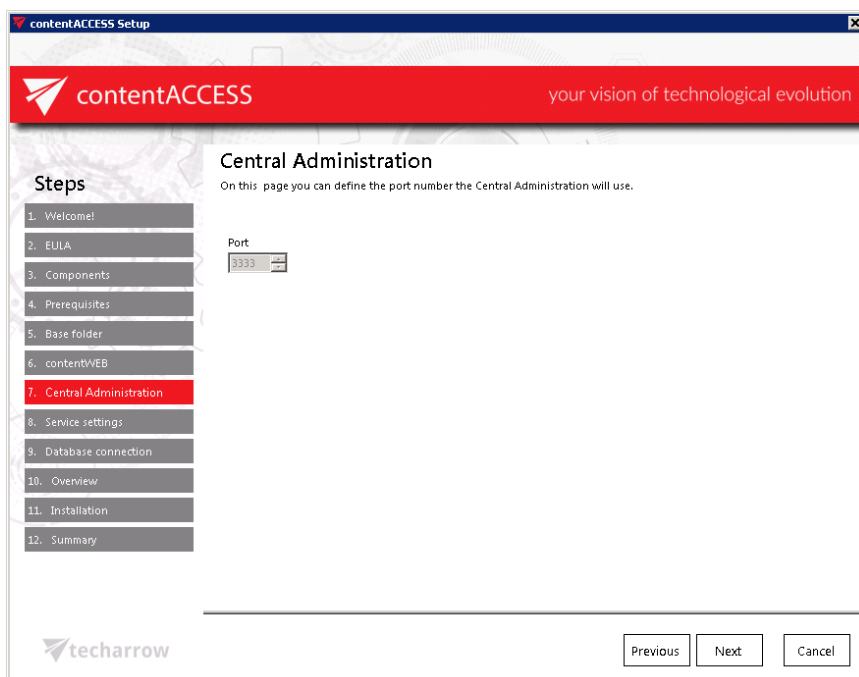 contentACCESS Setup
contentACCESS
your vision of technological evolution
Steps
1. Welcome!
2. EULA
3. Components
4. Prerequisites
5. Base folder
6. contentWEB
7. Central Administration
8. Service settings
9. Database connection
10. Overview
11. Installation
12. Summary
Central Administration
On this page you can define the port number the Central Administration will use.
Port
3333
techarrow
Previous
Next
Cancel